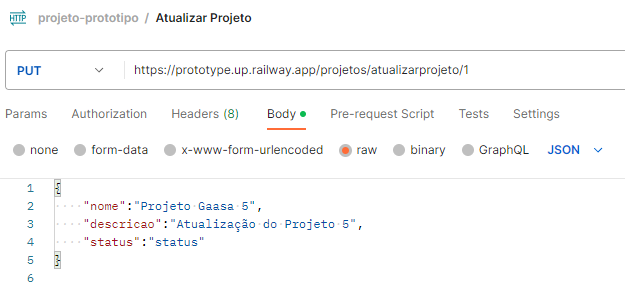 HTTP projeto-prototipo / Atualizar Projeto
PUT https://prototype.up.railway.app/projetos/atualizarprojeto/1
Params Authorization Headers (8) Body Pre-request Script Tests Settings
none form-data x-www-form-urlencoded raw binary GraphQL JSON
1 {
2 "nome":"Projeto Gaasa 5",
3 "descricao":"Atualização do Projeto 5",
4 "status":"status"
5 }
6